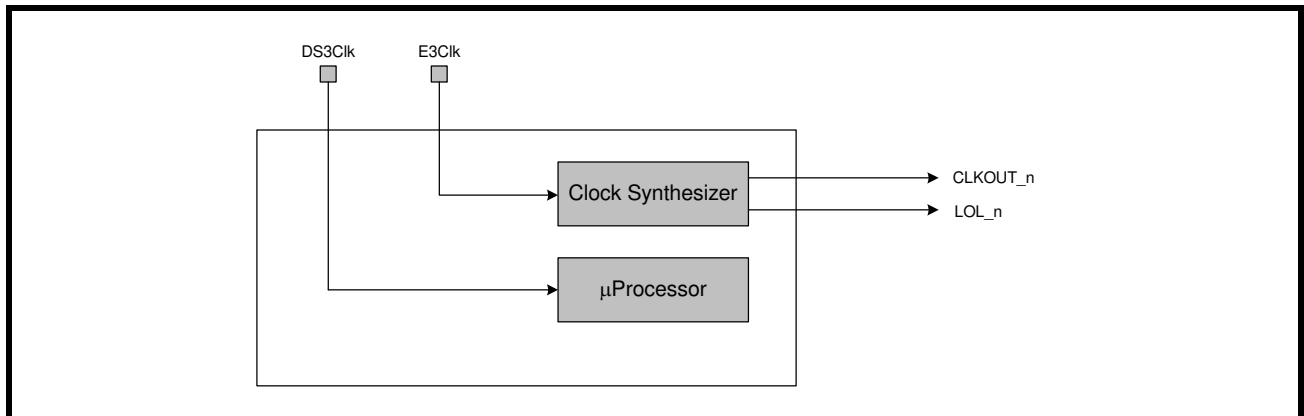 DS3Clk
E3Clk
Clock Synthesizer
CLKOUT_n
LOL_n
μProcessor